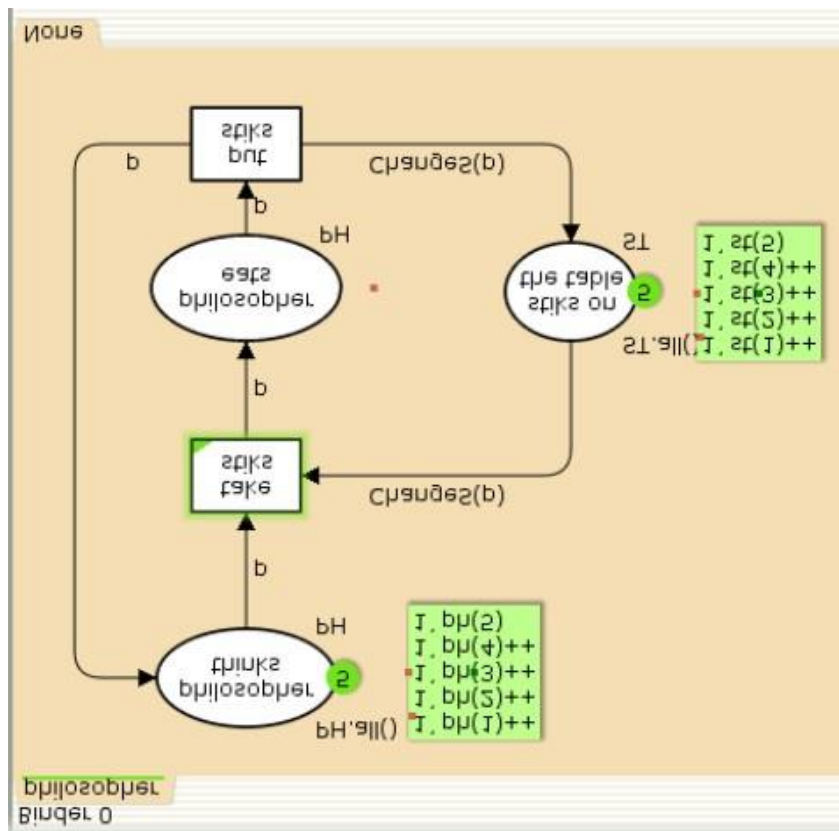 Binder 0
philosopher
PH.all()
1`ph(1)++
1`ph(2)++
1`ph(3)++
1`ph(4)++
1`ph(5)
philosopher
thinks
5
PH
p
take
stiks
ChangeS(p)
p
ST.all()
1`st(1)++
1`st(2)++
1`st(3)++
1`st(4)++
1`st(5)
stiks on
the table
5
ST
philosopher
eats
PH
p
put
stiks
p
ChangeS(p)
None